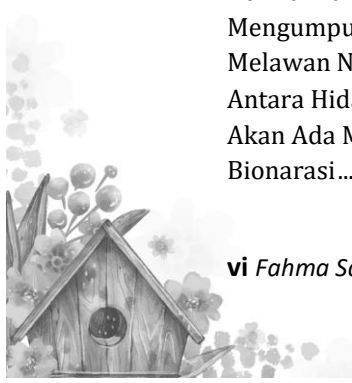 Mengumpu
Melawan N
Antara Hida
Akan Ada M
Bionarasi...
vi Fahma Sa